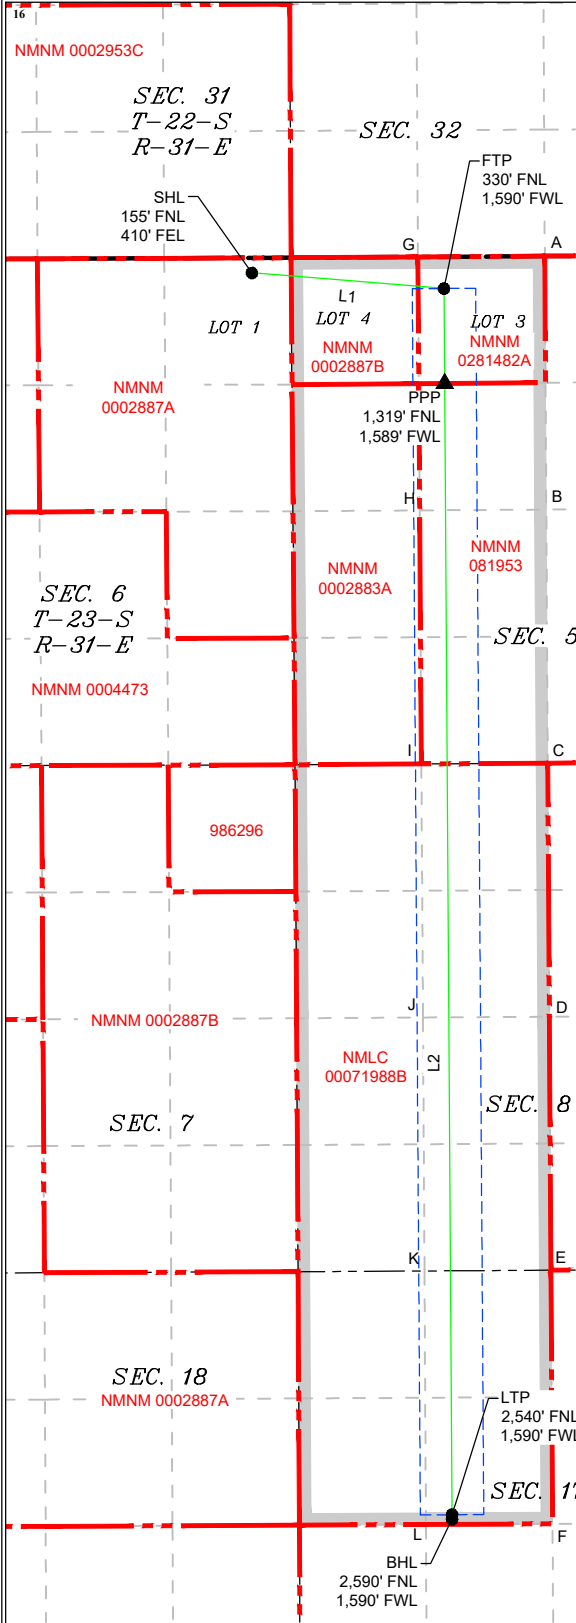 16
NMNM 0002953C
SEC. 31
T-22-S
R-31-E
SEC. 32
SHL
155' FNL
410' FEL
FTP
330' FNL
1,590' FWL
G
A
L1
LOT 1
LOT 4
LOT 3
NMNM
0002887B
NMNM
0281482A
NMNM
0002887A
PPP
1,319' FNL
1,589' FWL
H
B
NMNM
0002883A
NMNM
081953
SEC. 6
T-23-S
R-31-E
SEC. 5
NMNM 0004473
I
C
986296
J
D
NMNM 0002887B
NMLC
00071988B
L2
SEC. 7
SEC. 8
K
E
SEC. 18
NMNM 0002887A
LTP
2,540' FNL
1,590' FWL
SEC. 17
L
F
BHL
2,590' FNL
1,590' FWL